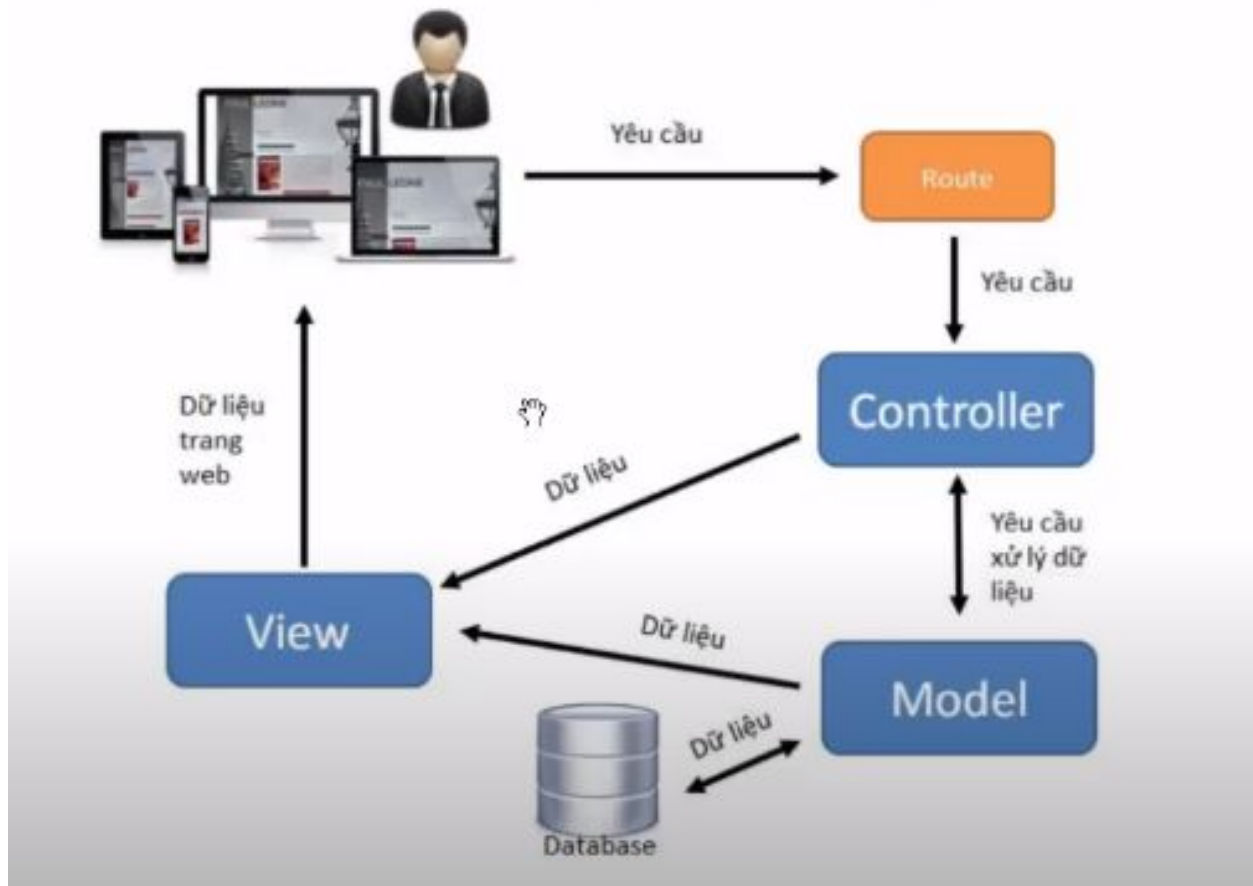 Yêu cầu
Route
Yêu cầu
Controller
Dữ liệu
trang
web
Dữ liệu
Yêu cầu
xử lý dữ
liệu
View
Dữ liệu
Model
Dữ liệu
Database